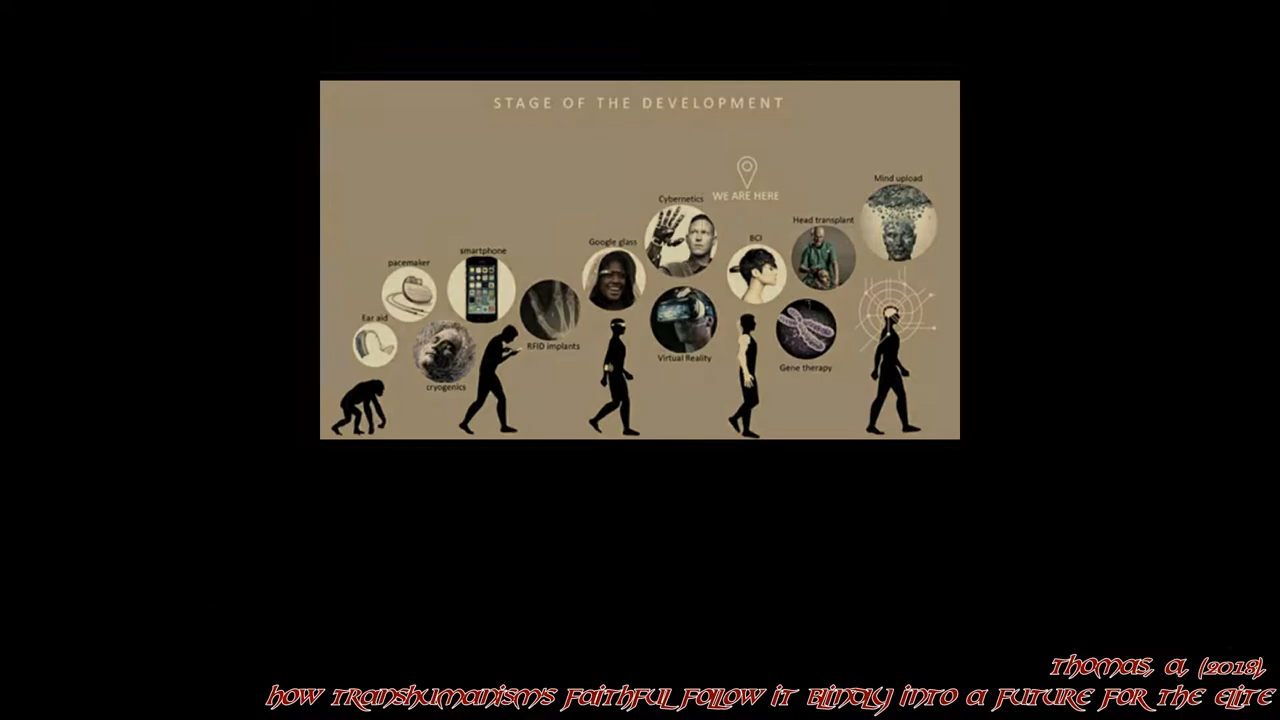 STAGE OF THE DEVELOPMENT
Mind upload
WE ARE HERE
Cybernetics
Head transplant
BCI
Google glass
smartphone
pacemaker
Ear aid
RFID implants
Virtual Reality
Gene therapy
cryogenics
Thomas, A, (2018),
How Transhumanism's Faithful Follow It Blindly Into A Future For The Elite